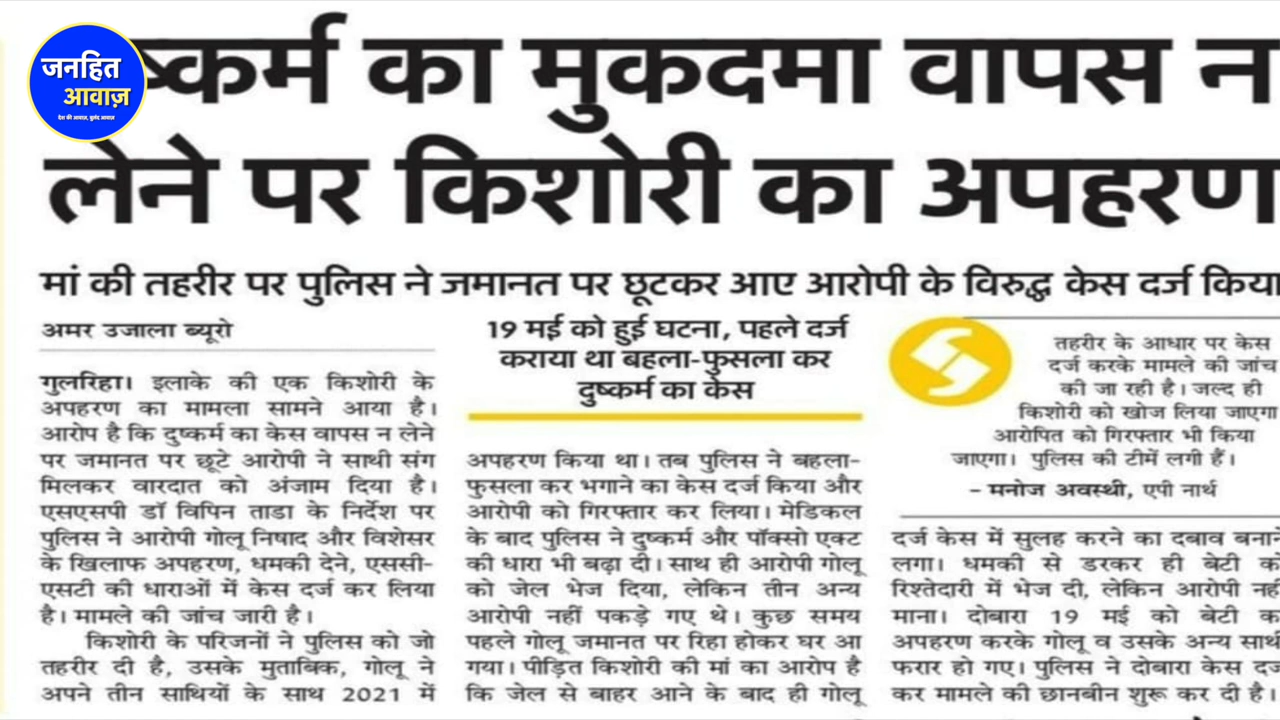 जनहित
आवाज़
देश की आवाज़, बुलंद आवाज़
ष्कर्म का मुकदमा वापस न
लेने पर किशोरी का अपहरण
मां की तहरीर पर पुलिस ने जमानत पर छूटकर आए आरोपी के विरुद्ध केस दर्ज किया
अमर उजाला ब्यूरो
गुलरिहा। इलाके की एक किशोरी के
अपहरण का मामला सामने आया है।
आरोप है कि दुष्कर्म का केस वापस न लेने
पर जमानत पर छूटे आरोपी ने साथी संग
मिलकर वारदात को अंजाम दिया है।
एसएसपी डॉ विपिन ताडा के निर्देश पर
पुलिस ने आरोपी गोलू निषाद और विशेसर
के खिलाफ अपहरण, धमकी देने, एससी-
एसटी की धाराओं में केस दर्ज कर लिया
है। मामले की जांच जारी है।
किशोरी के परिजनों ने पुलिस को जो
तहरीर दी है, उसके मुताबिक, गोलू ने
अपने तीन साथियों के साथ 2021 में
19 मई को हुई घटना, पहले दर्ज
कराया था बहला-फुसला कर
दुष्कर्म का केस
अपहरण किया था। तब पुलिस ने बहला-
फुसला कर भगाने का केस दर्ज किया और
आरोपी को गिरफ्तार कर लिया। मेडिकल
के बाद पुलिस ने दुष्कर्म और पॉक्सो एक्ट
की धारा भी बढ़ा दी। साथ ही आरोपी गोलू
को जेल भेज दिया, लेकिन तीन अन्य
आरोपी नहीं पकड़े गए थे। कुछ समय
पहले गोलू जमानत पर रिहा होकर घर आ
गया। पीड़ित किशोरी की मां का आरोप है
कि जेल से बाहर आने के बाद ही गोलू
तहरीर के आधार पर केस
दर्ज करके मामले की जांच
की जा रही है। जल्द ही
किशोरी को खोज लिया जाएगा
आरोपित को गिरफ्तार भी किया
जाएगा। पुलिस की टीमें लगी हैं।
– मनोज अवस्थी, एपी नार्थ
दर्ज केस में सुलह करने का दबाव बनाने
लगा। धमकी से डरकर ही बेटी को
रिश्तेदारी में भेज दी, लेकिन आरोपी नहीं
माना। दोबारा 19 मई को बेटी का
अपहरण करके गोलू व उसके अन्य साथी
फरार हो गए। पुलिस ने दोबारा केस दर्ज
कर मामले की छानबीन शुरू कर दी है।